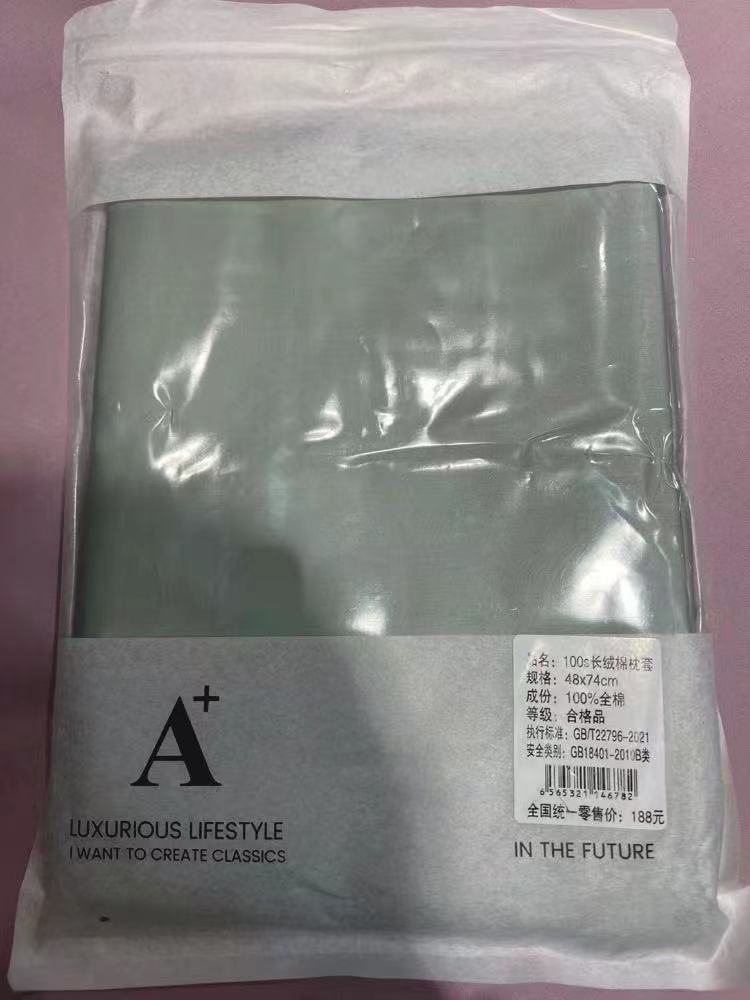 A+
LUXURIOUS LIFESTYLE
I WANT TO CREATE CLASSICS
品名：100s长绒棉枕套
规格：48x74cm
成份：100%全棉
等级：合格品
执行标准：GB/T22796-2021
安全类别：GB18401-2010B类
6 565321 146782
全国统一零售价：188元
IN THE FUTURE